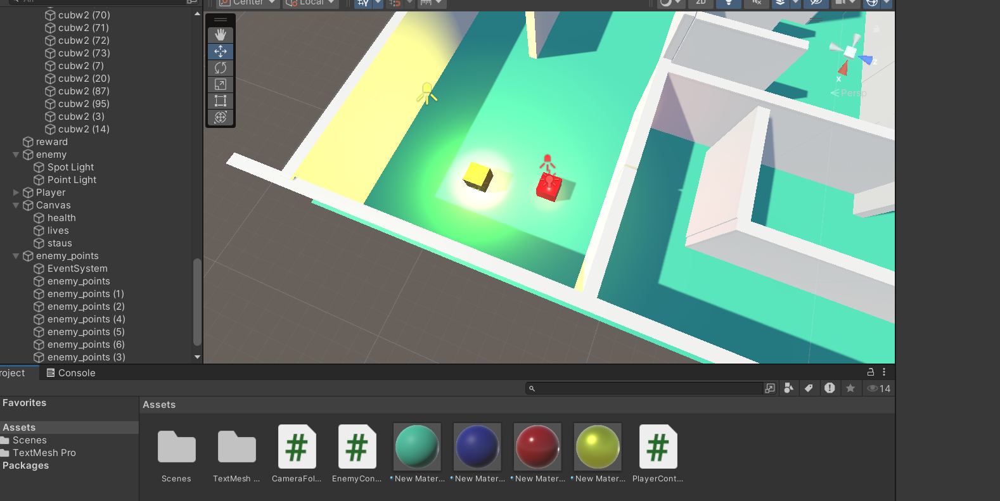 All
Center
Local
2D
cubw2 (70)
cubw2 (71)
cubw2 (72)
cubw2 (73)
cubw2 (7)
cubw2 (20)
cubw2 (87)
cubw2 (95)
cubw2 (3)
cubw2 (14)
reward
enemy
Spot Light
Point Light
Player
Canvas
health
lives
staus
enemy_points
EventSystem
enemy_points
enemy_points (1)
enemy_points (2)
enemy_points (4)
enemy_points (5)
enemy_points (6)
enemy_points (3)
z
x
Persp
roject
Console
14
Favorites
Assets
Scenes
TextMesh Pro
Packages
Assets
Scenes
TextMesh ...
CameraFol...
EnemyCon...
New Mater...
New Mater...
New Mater...
New Mater...
PlayerCont...